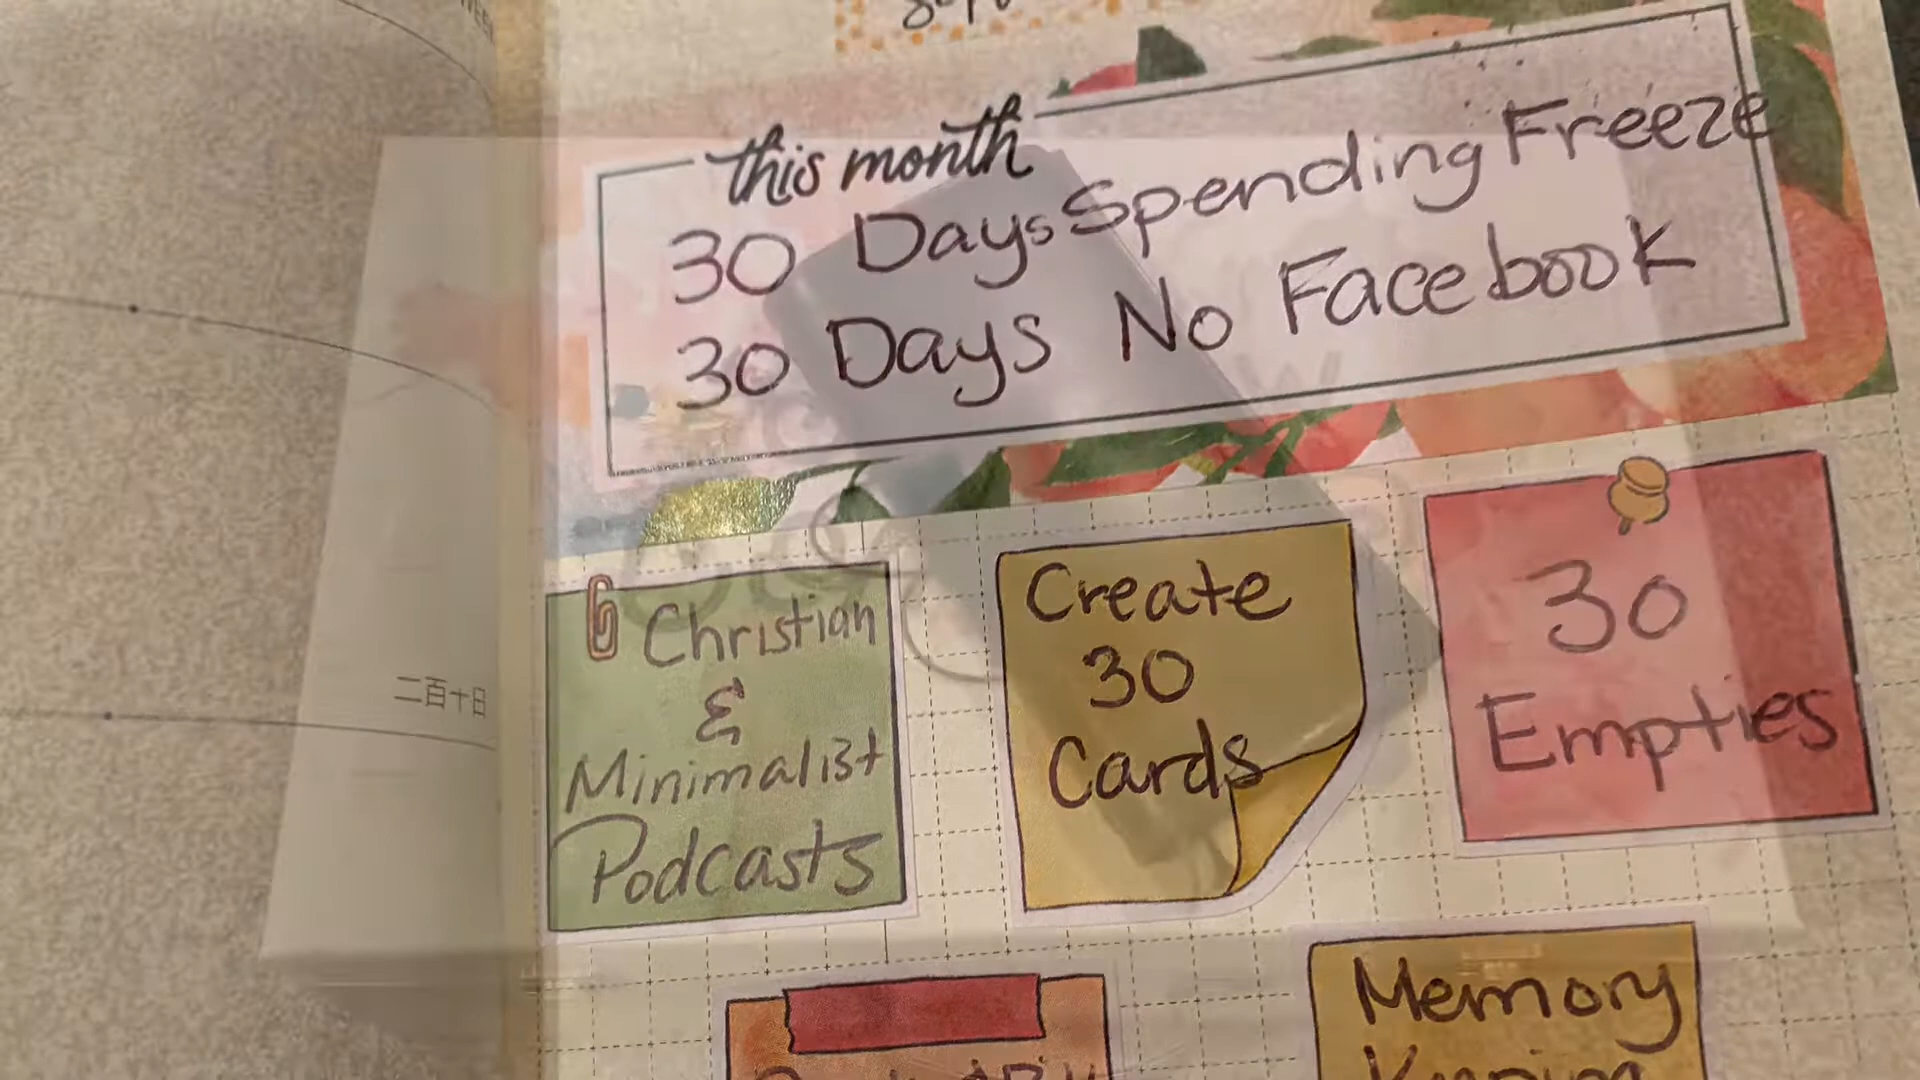 this month
30 Days Spending Freeze
30 Days No Facebook
Christian
&
Minimalist
Podcasts
Create
30
Cards
30
Empties
二百十日
Memory
Keeping